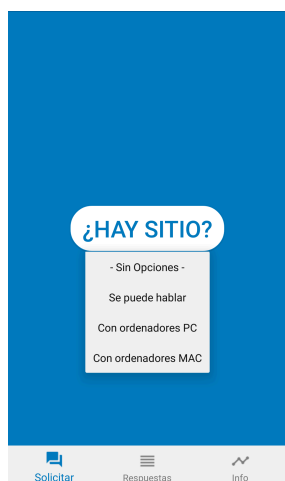 ¿HAY SITIO?
- Sin Opciones -
Se puede hablar
Con ordenadores PC
Con ordenadores MAC
Solicitar
Respuestas
Info